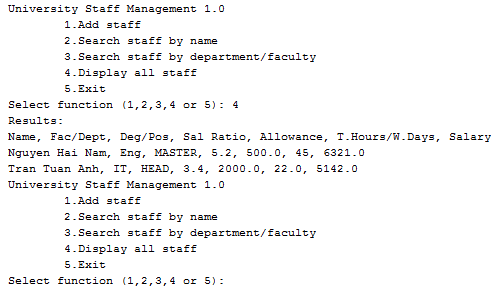 University Staff Management 1.0
1.Add staff
2.Search staff by name
3.Search staff by department/faculty
4.Display all staff
5.Exit
Select function (1,2,3,4 or 5): 4
Results:
Name, Fac/Dept, Deg/Pos, Sal Ratio, Allowance, T.Hours/W.Days, Salary
Nguyen Hai Nam, Eng, MASTER, 5.2, 500.0, 45, 6321.0
Tran Tuan Anh, IT, HEAD, 3.4, 2000.0, 22.0, 5142.0
University Staff Management 1.0
1.Add staff
2.Search staff by name
3.Search staff by department/faculty
4.Display all staff
5.Exit
Select function (1,2,3,4 or 5):